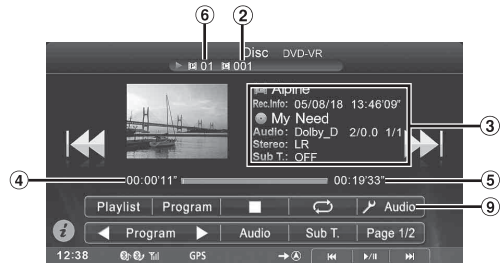 6 2
Disc DVD-VR
01 001
Alpine
Rec.Info: 05/08/18 13:46'09"
My Need
Audio: Dolby_D 2/0.0 1/1
Stereo: LR
Sub T.: OFF
3
4 00:00'11" 00:19'33" 5
Playlist Program Audio 9
Program Audio Sub T. Page 1/2
12:38 GPS A